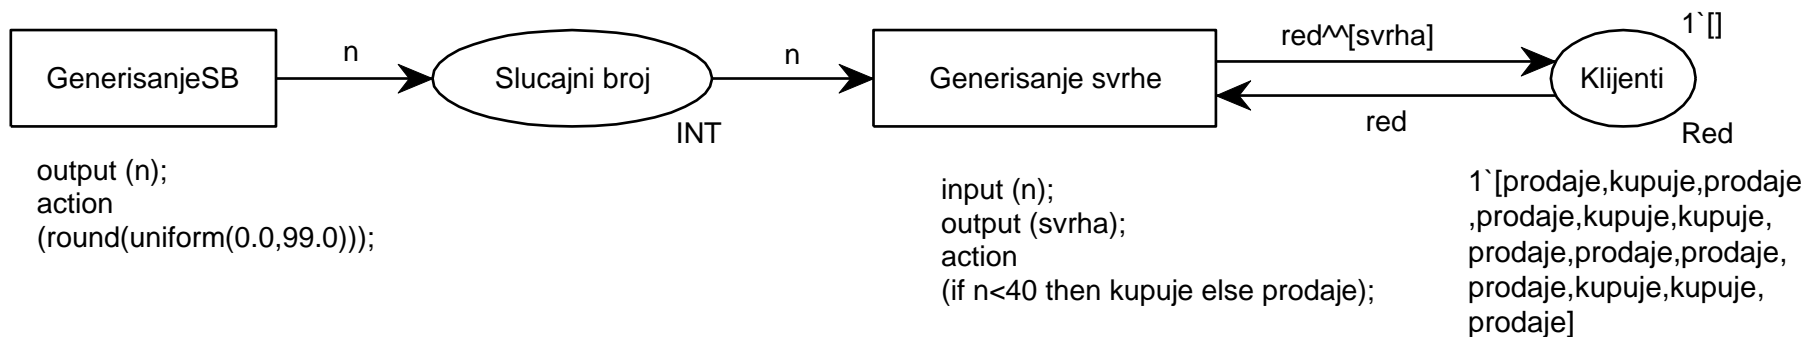 1`[]
n
n
red^^[svrha]
GenerisanjeSB
Slucajni broj
Generisanje svrhe
Klijenti
red
INT
Red
output (n);
action
(round(uniform(0.0,99.0)));
input (n);
output (svrha);
action
(if n<40 then kupuje else prodaje);
1`[prodaje,kupuje,prodaje
,prodaje,kupuje,kupuje,
prodaje,prodaje,prodaje,
prodaje,kupuje,kupuje,
prodaje]